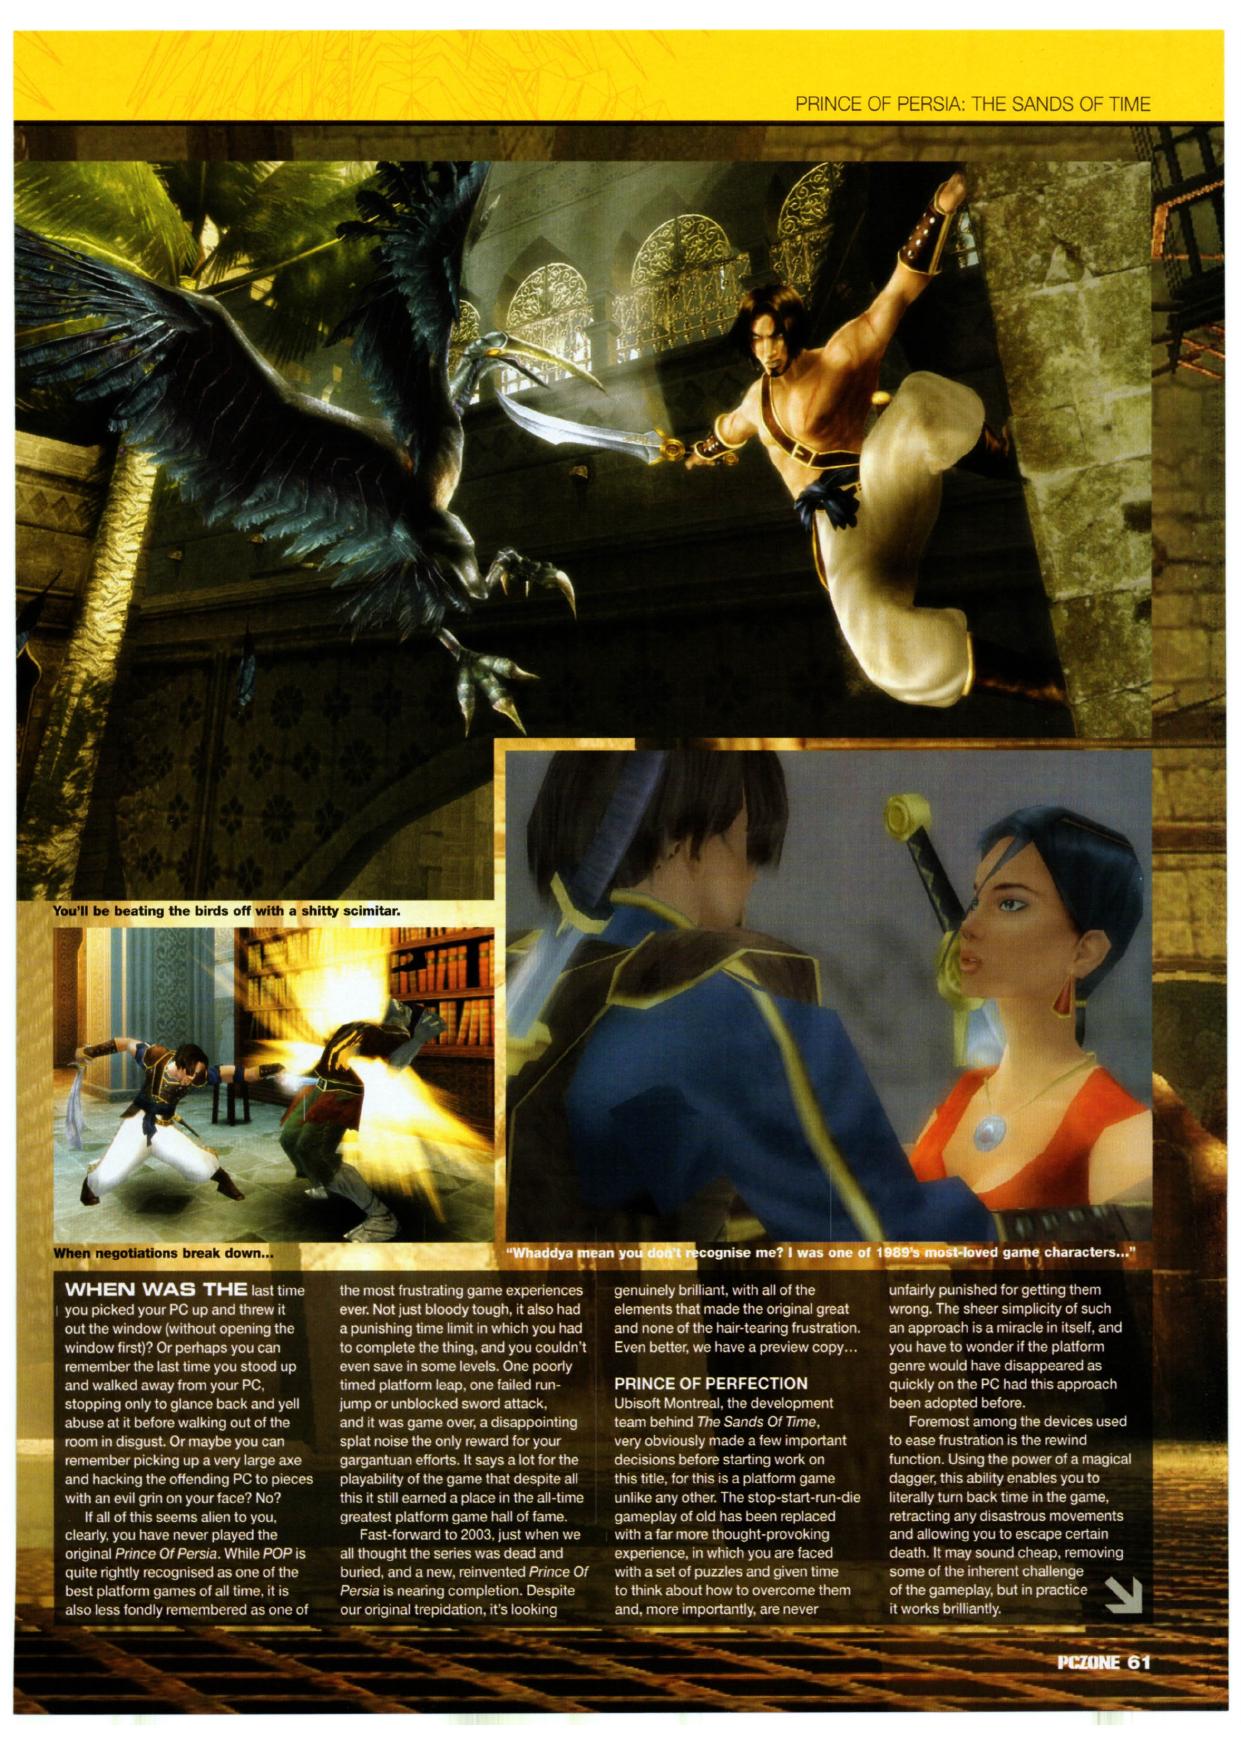 PRINCE OF PERSIA: THE SANDS OF TIME
You'll be beating the birds off with a shitty scimitar.
When negotiations break down...
"Whaddya mean you don't recognise me? I was one of 1989's most-loved game characters..."
WHEN WAS THE last time
you picked your PC up and threw it
out the window (without opening the
window first)? Or perhaps you can
remember the last time you stood up
and walked away from your PC,
stopping only to glance back and yell
abuse at it before walking out of the
room in disgust. Or maybe you can
remember picking up a very large axe
and hacking the offending PC to pieces
with an evil grin on your face? No?
If all of this seems alien to you,
clearly, you have never played the
original Prince Of Persia. While POP is
quite rightly recognised as one of the
best platform games of all time, it is
also less fondly remembered as one of
the most frustrating game experiences
ever. Not just bloody tough, it also had
a punishing time limit in which you had
to complete the thing, and you couldn't
even save in some levels. One poorly
timed platform leap, one failed run-
jump or unblocked sword attack,
and it was game over, a disappointing
splat noise the only reward for your
gargantuan efforts. It says a lot for the
playability of the game that despite all
this it still earned a place in the all-time
greatest platform game hall of fame.
Fast-forward to 2003, just when we
all thought the series was dead and
buried, and a new, reinvented Prince Of
Persia is nearing completion. Despite
our original trepidation, it's looking
genuinely brilliant, with all of the
elements that made the original great
and none of the hair-tearing frustration.
Even better, we have a preview copy...
PRINCE OF PERFECTION
Ubisoft Montreal, the development
team behind The Sands Of Time,
very obviously made a few important
decisions before starting work on
this title, for this is a platform game
unlike any other. The stop-start-run-die
gameplay of old has been replaced
with a far more thought-provoking
experience, in which you are faced
with a set of puzzles and given time
to think about how to overcome them
and, more importantly, are never
unfairly punished for getting them
wrong. The sheer simplicity of such
an approach is a miracle in itself, and
you have to wonder if the platform
genre would have disappeared as
quickly on the PC had this approach
been adopted before.
Foremost among the devices used
to ease frustration is the rewind
function. Using the power of a magical
dagger, this ability enables you to
literally turn back time in the game,
retracting any disastrous movements
and allowing you to escape certain
death. It may sound cheap, removing
some of the inherent challenge
of the gameplay, but in practice
it works brilliantly.
PCZONE 61